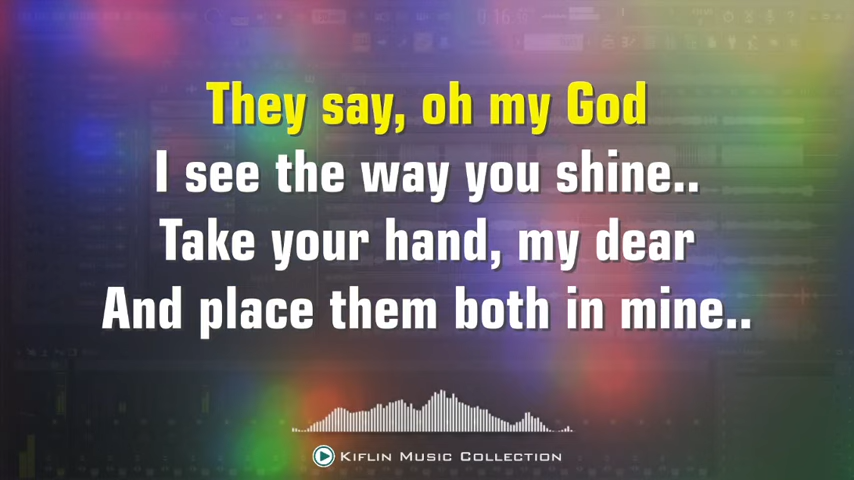 They say, oh my God
I see the way you shine..
Take your hand, my dear
And place them both in mine..
Kiflin Music Collection